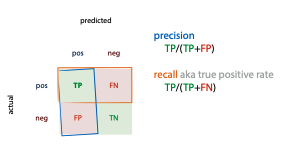 predicted
pos neg
precision
TP/(TP+FP)
actual
pos TP FN
recall aka true positive rate
TP/(TP+FN)
neg FP TN